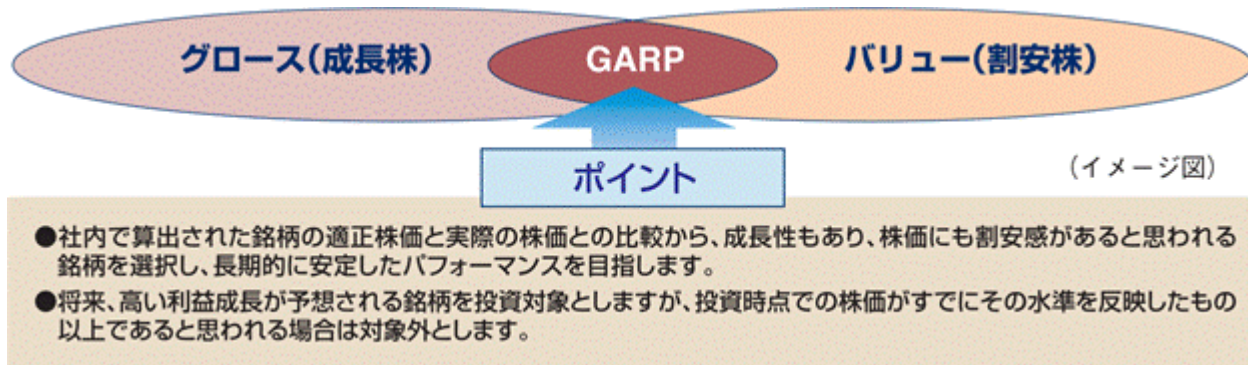 グロース(成長株)
GARP
バリュー(割安株)
ポイント
(イメージ図)
●社内で算出された銘柄の適正株価と実際の株価との比較から、成長性もあり、株価にも割安感があると思われる
銘柄を選択し、長期的に安定したパフォーマンスを目指します。
●将来、高い利益成長が予想される銘柄を投資対象としますが、投資時点での株価がすでにその水準を反映したもの
以上であると思われる場合は対象外とします。